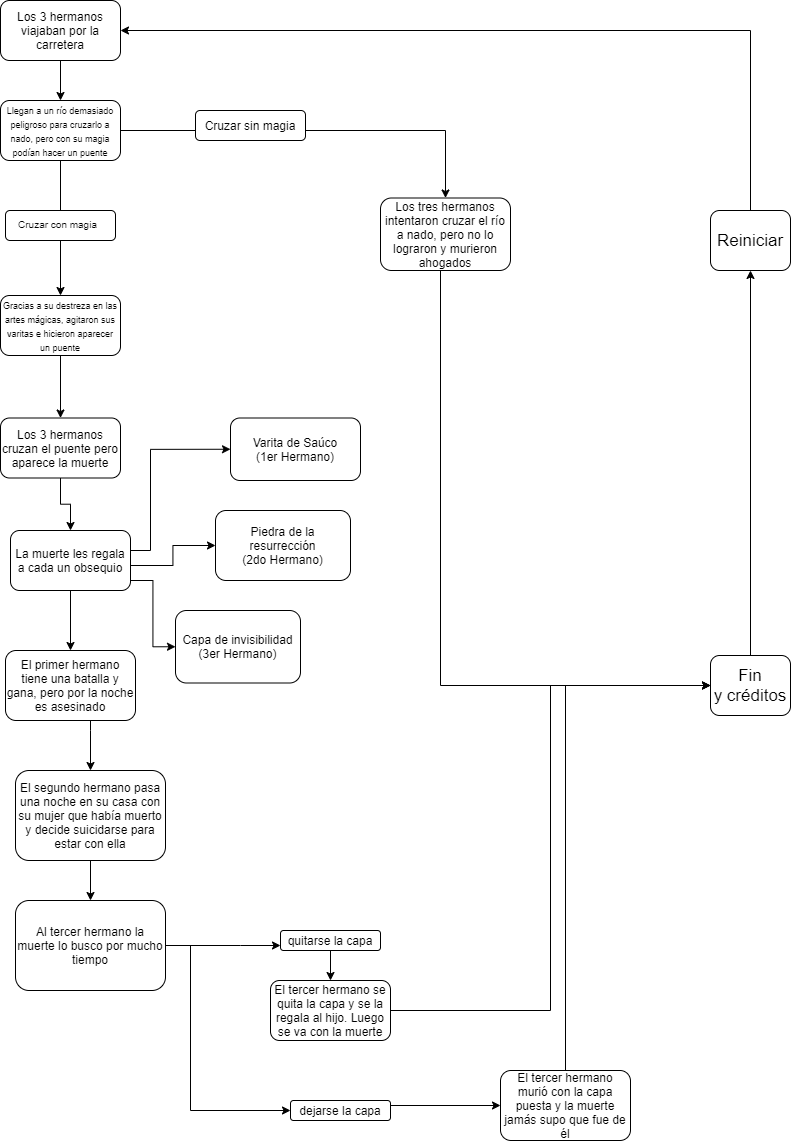 Los 3 hermanos
viajaban por la
carretera
Llegan a un río demasiado
peligroso para cruzarlo a
nado, pero con su magia
podían hacer un puente
Cruzar sin magia
Los tres hermanos
intentaron cruzar el río
a nado, pero no lo
lograron y murieron
ahogados
Reiniciar
Cruzar con magia
Gracias a su destreza en las
artes mágicas, agitaron sus
varitas e hicieron aparecer
un puente
Los 3 hermanos
cruzan el puente pero
aparece la muerte
Varita de Saúco
(1er Hermano)
La muerte les regala
a cada un obsequio
Piedra de la
resurrección
(2do Hermano)
Capa de invisibilidad
(3er Hermano)
El primer hermano
tiene una batalla y
gana, pero por la noche
es asesinado
Fin
y créditos
El segundo hermano pasa
una noche en su casa con
su mujer que había muerto
y decide suicidarse para
estar con ella
Al tercer hermano la
muerte lo busco por mucho
tiempo
quitarse la capa
El tercer hermano se
quita la capa y se la
regala al hijo. Luego
se va con la muerte
dejarse la capa
El tercer hermano
murió con la capa
puesta y la muerte
jamás supo que fue de
él